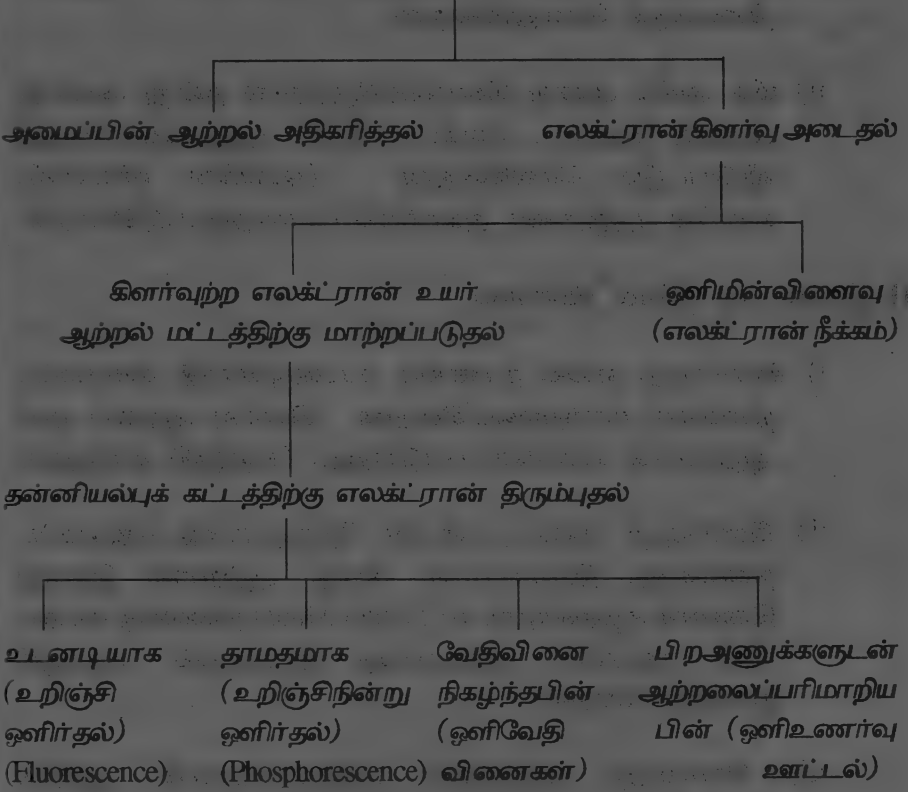 அமைப்பின் ஆற்றல் அதிகரித்தல் எலக்ட்ரான் கிளர்வு அடைதல்
கிளர்வுற்ற எலக்ட்ரான் உயர் ஒளிமின்விளைவு
ஆற்றல் மட்டத்திற்கு மாற்றப்படுதல் (எலக்ட்ரான் நீக்கம்)
தன்னியல்புக் கட்டத்திற்கு எலக்ட்ரான் திரும்புதல்
உடனடியாக தாமதமாக வேதிவினை பிறஅணுக்களுடன்
(உறிஞ்சி (உறிஞ்சிநின்று நிகழ்ந்தபின் ஆற்றலைப்பரிமாறிய
ஒளிர்தல்) ஒளிர்தல்) (ஒளிவேதி பின் (ஒளிஉணர்வு
(Fluorescence) (Phosphorescence) வினைகள்) ஊட்டல்)